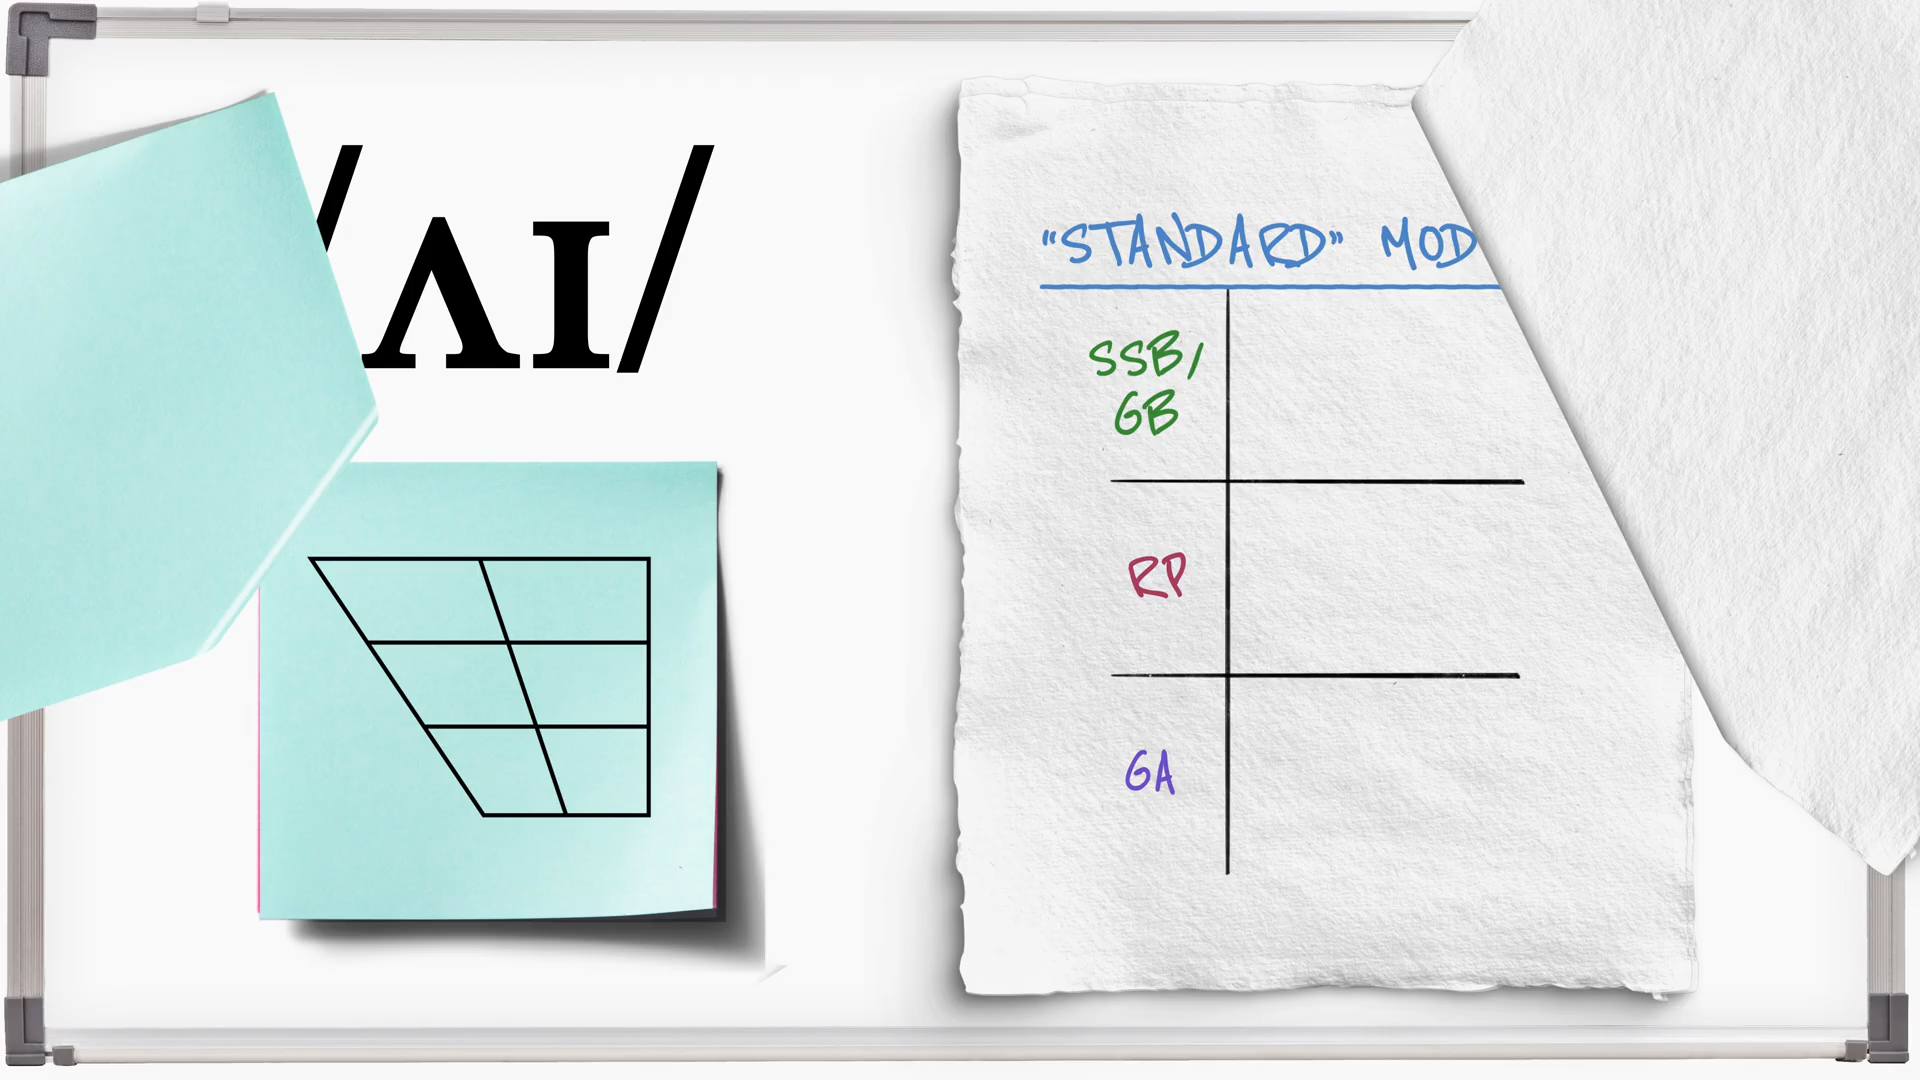 /ʌɪ/
"STANDARD" MOD
SSB/
GB
RP
GA